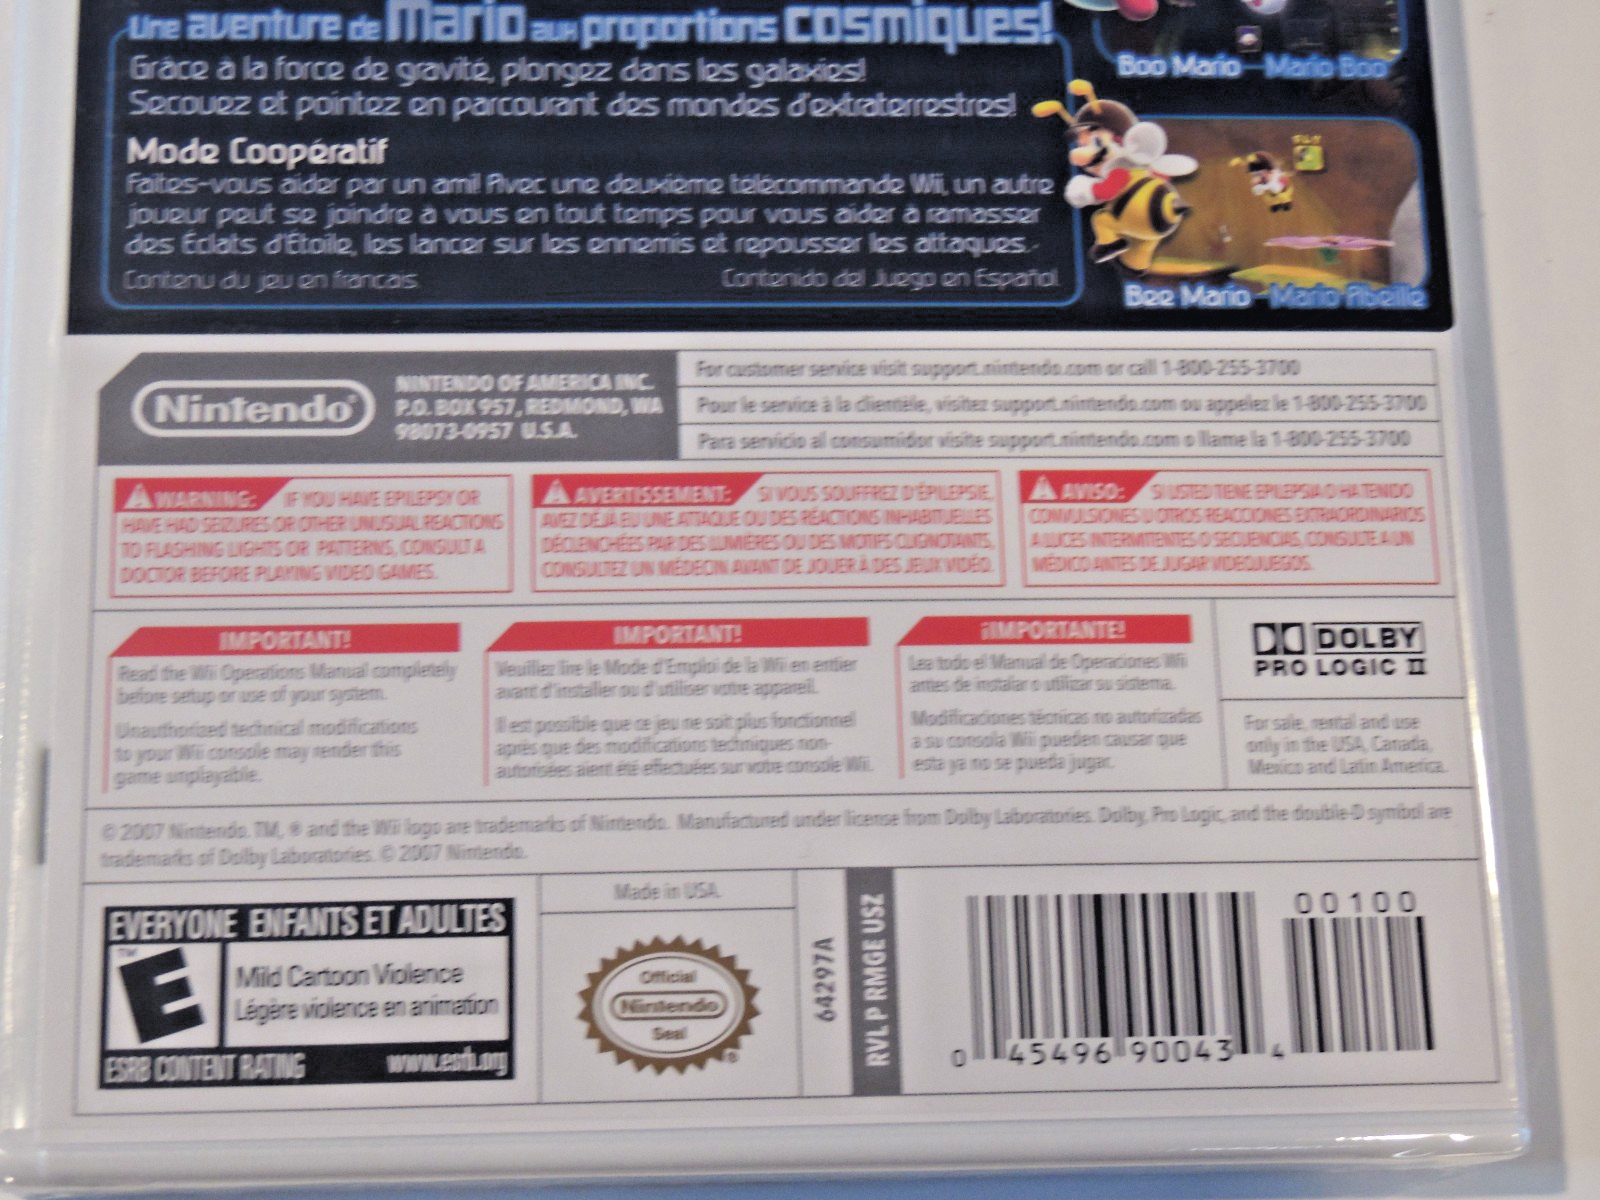 une aventure de Mario aux proportions cosmiques!
Grâce à la force de gravité, plongez dans les galaxies!
Secouez et pointez en parcourant des mondes d'extraterrestres!
Mode Coopératif
Faites-vous aider par un ami! Avec une deuxième télécommande Wii, un autre
joueur peut se joindre à vous en tout temps pour vous aider à ramasser
des Éclats d'Étoile, les lancer sur les ennemis et repousser les attaques.
Contenu du jeu en francais.
Contenido del Juego en Español.
Boo Mario - Mario Boo
Bee Mario - Mario Abeille
Nintendo®
NINTENDO OF AMERICA INC.
P.O. BOX 957, REDMOND, WA
98073-0957 U.S.A.
For customer service visit support.nintendo.com or call 1-800-255-3700
Pour le service à la clientèle, visitez support.nintendo.com ou appelez le 1-800-255-3700
Para servicio al consumidor visite support.nintendo.com o llame la 1-800-255-3700
WARNING: IF YOU HAVE EPILEPSY OR
HAVE HAD SEIZURES OR OTHER UNUSUAL REACTIONS
TO FLASHING LIGHTS OR PATTERNS, CONSULT A
DOCTOR BEFORE PLAYING VIDEO GAMES.
AVERTISSEMENT: SI VOUS SOUFFREZ D'ÉPILEPSIE,
AVEZ DÉJÀ EU UNE ATTAQUE OU DES RÉACTIONS INHABITUELLES
DÉCLENCHÉES PAR DES LUMIÈRES OU DES MOTIFS CLIGNOTANTS,
CONSULTEZ UN MÉDECIN AVANT DE JOUER À DES JEUX VIDÉO.
AVISO: SI USTED TIENE EPILEPSIA O HA TENIDO
CONVULSIONES U OTROS REACCIONES EXTRAORDINARIOS
A LUCES INTERMITENTES O SECUENCIAS, CONSULTE A UN
MÉDICO ANTES DE JUGAR VIDEOJUEGOS.
IMPORTANT!
Read the Wii Operations Manual completely
before setup or use of your system.
Unauthorized technical modifications
to your Wii console may render this
game unplayable.
IMPORTANT!
Veuillez lire le Mode d'Emploi de la Wii en entier
avant d'installer ou d'utiliser votre appareil.
Il est possible que ce jeu ne soit plus fonctionnel
après que des modifications techniques non-
autorisées aient été effectuées sur votre console Wii.
¡IMPORTANTE!
Lea todo el Manual de Operaciones Wii
antes de instalar o utilizar su sistema.
Modificaciones técnicas no autorizadas
a su consola Wii pueden causar que
esta ya no se pueda jugar.
DOLBY
PRO LOGIC II
For sale, rental and use
only in the USA, Canada,
Mexico and Latin America.
© 2007 Nintendo. TM, ® and the Wii logo are trademarks of Nintendo. Manufactured under license from Dolby Laboratories. Dolby, Pro Logic, and the double-D symbol are
trademarks of Dolby Laboratories. © 2007 Nintendo.
EVERYONE ENFANTS ET ADULTES
E™
Mild Cartoon Violence
Légère violence en animation
ESRB CONTENT RATING www.esrb.org
Made in USA.
Official
Nintendo
Seal
®
64297A
RVL P RMGE USZ
0 45496 90043 4
00100